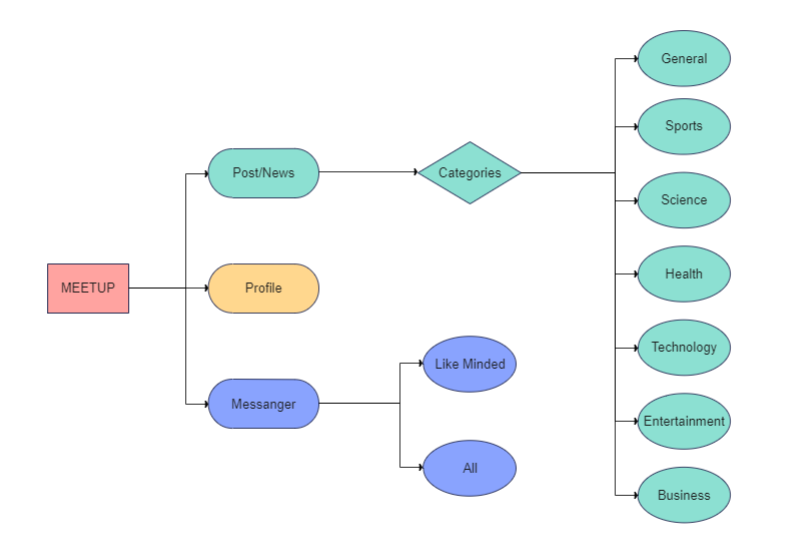 MEETUP
Post/News
Profile
Messanger
Categories
Like Minded
All
General
Sports
Science
Health
Technology
Entertainment
Business